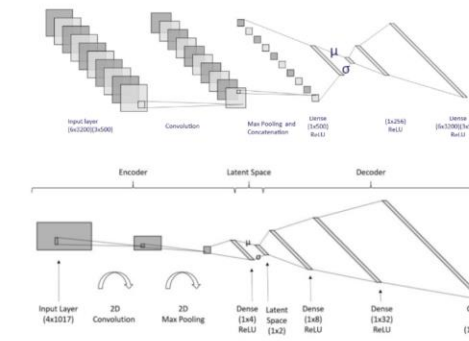 μ
σ
Input layer
(6x3200)(3x500)
Convolution
Max Pooling and
Concatenation
Dense
(1x500)
ReLU
(1x256)
ReLU
Dense
ReLU
Encoder
Latent Space
Decoder
μ
σ
Input Layer
(4x1017)
2D
Convolution
2D
Max Pooling
Dense
(1x4)
ReLU
Latent
Space
(1x2)
Dense
(1x8)
ReLU
Dense
(1x32)
ReLU